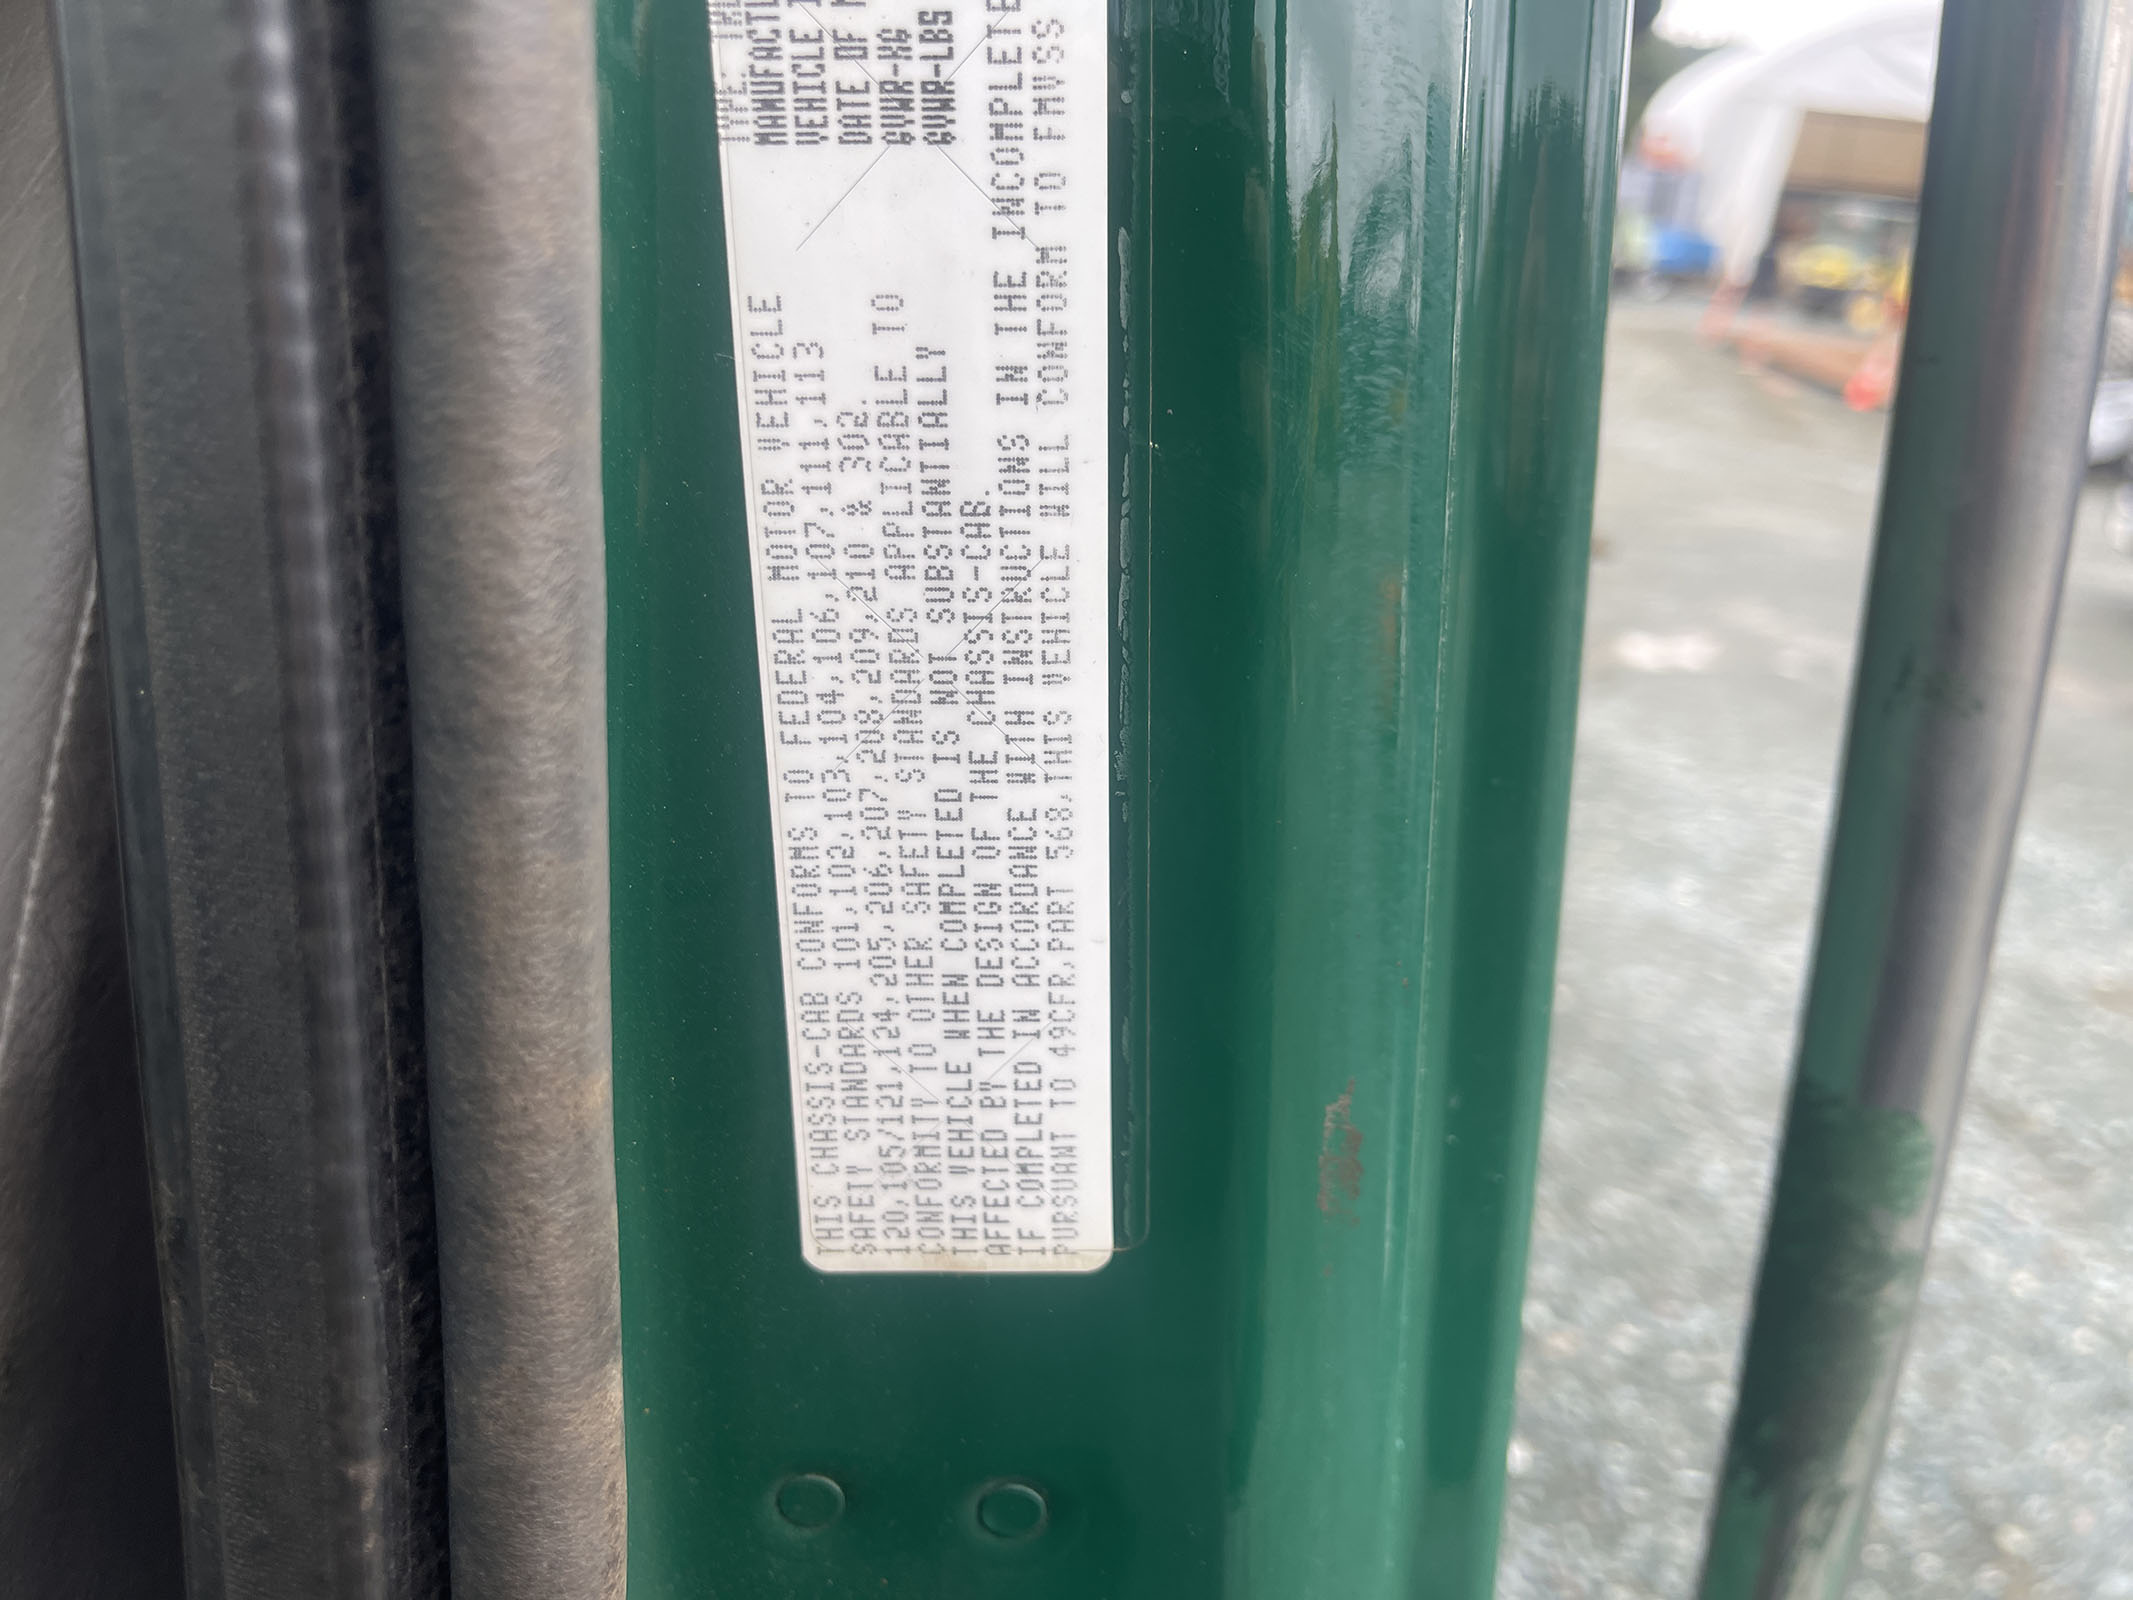 THIS CHASSIS-CAB CONFORMS TO FEDERAL MOTOR VEHICLE
SAFETY STANDARDS 101,102,103,104,106,107,111,113
120,105/121,124,205,206,207,208,209,210 & 302.
CONFORMITY TO OTHER SAFETY STANDARDS APPLICABLE TO
THIS VEHICLE WHEN COMPLETED IS NOT SUBSTANTIALLY
AFFECTED BY THE DESIGN OF THE CHASSIS-CAB.
IF COMPLETED IN ACCORDANCE WITH INSTRUCTIONS IN THE INCOMPLETE
PURSUANT TO 49CFR,PART 568,THIS VEHICLE WILL CONFORM TO FMVSS
TYPE:
MANUFACTU
VEHICLE I
DATE OF M
GVWR-KG
GVWR-LBS